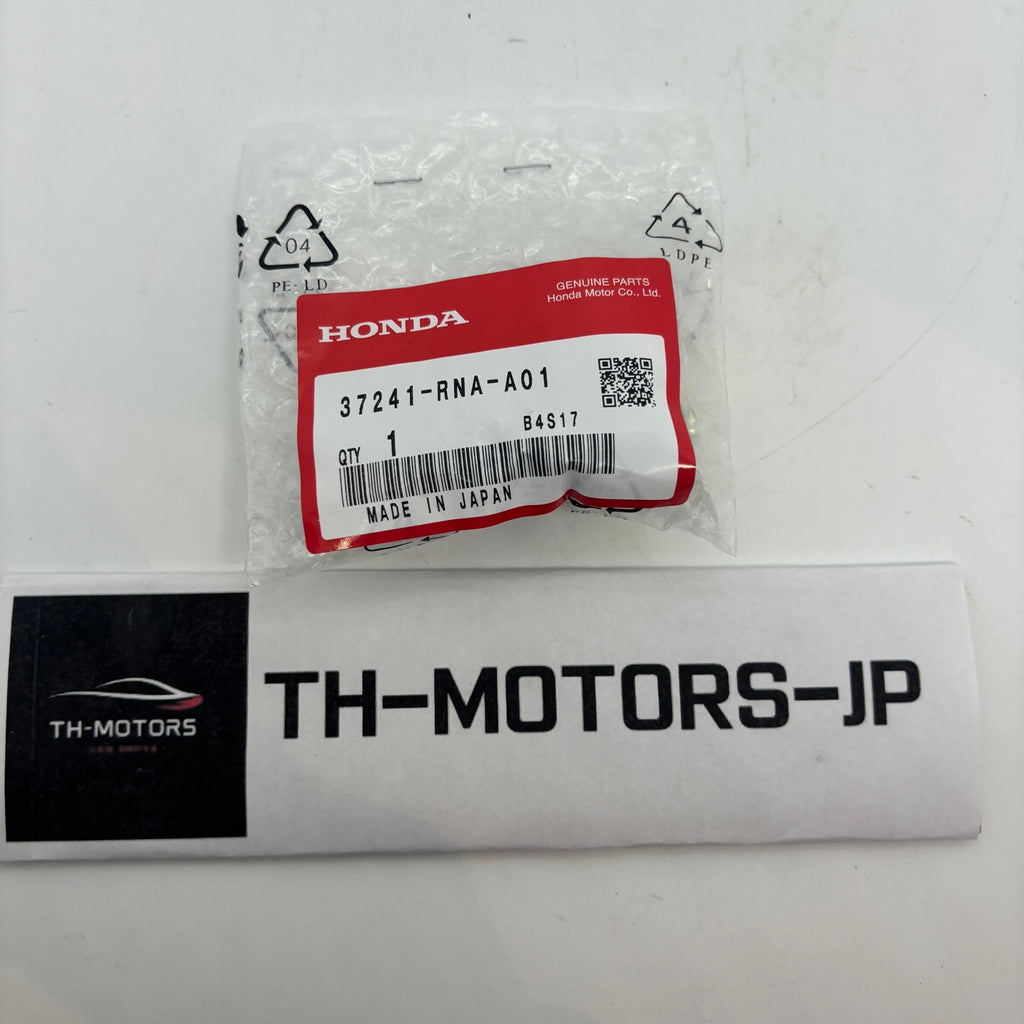 04
PE-LD
4
LDPE
GENUINE PARTS
Honda Motor Co., Ltd.
HONDA
37241-RNA-A01
B4S17
QTY 1
MADE IN JAPAN
TH-MOTORS
TH-MOTORS-JP